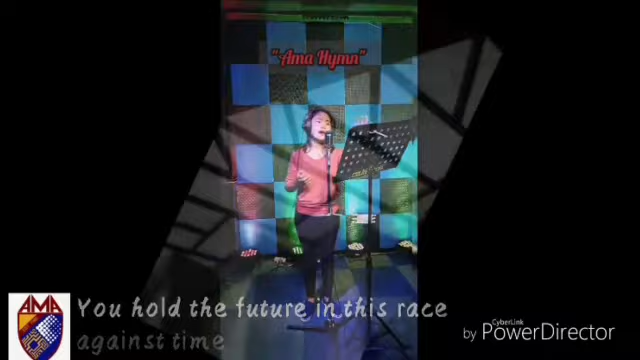 "Ama Hymn"
AMA
You hold the future in this race
against time
CyberLink
by PowerDirector